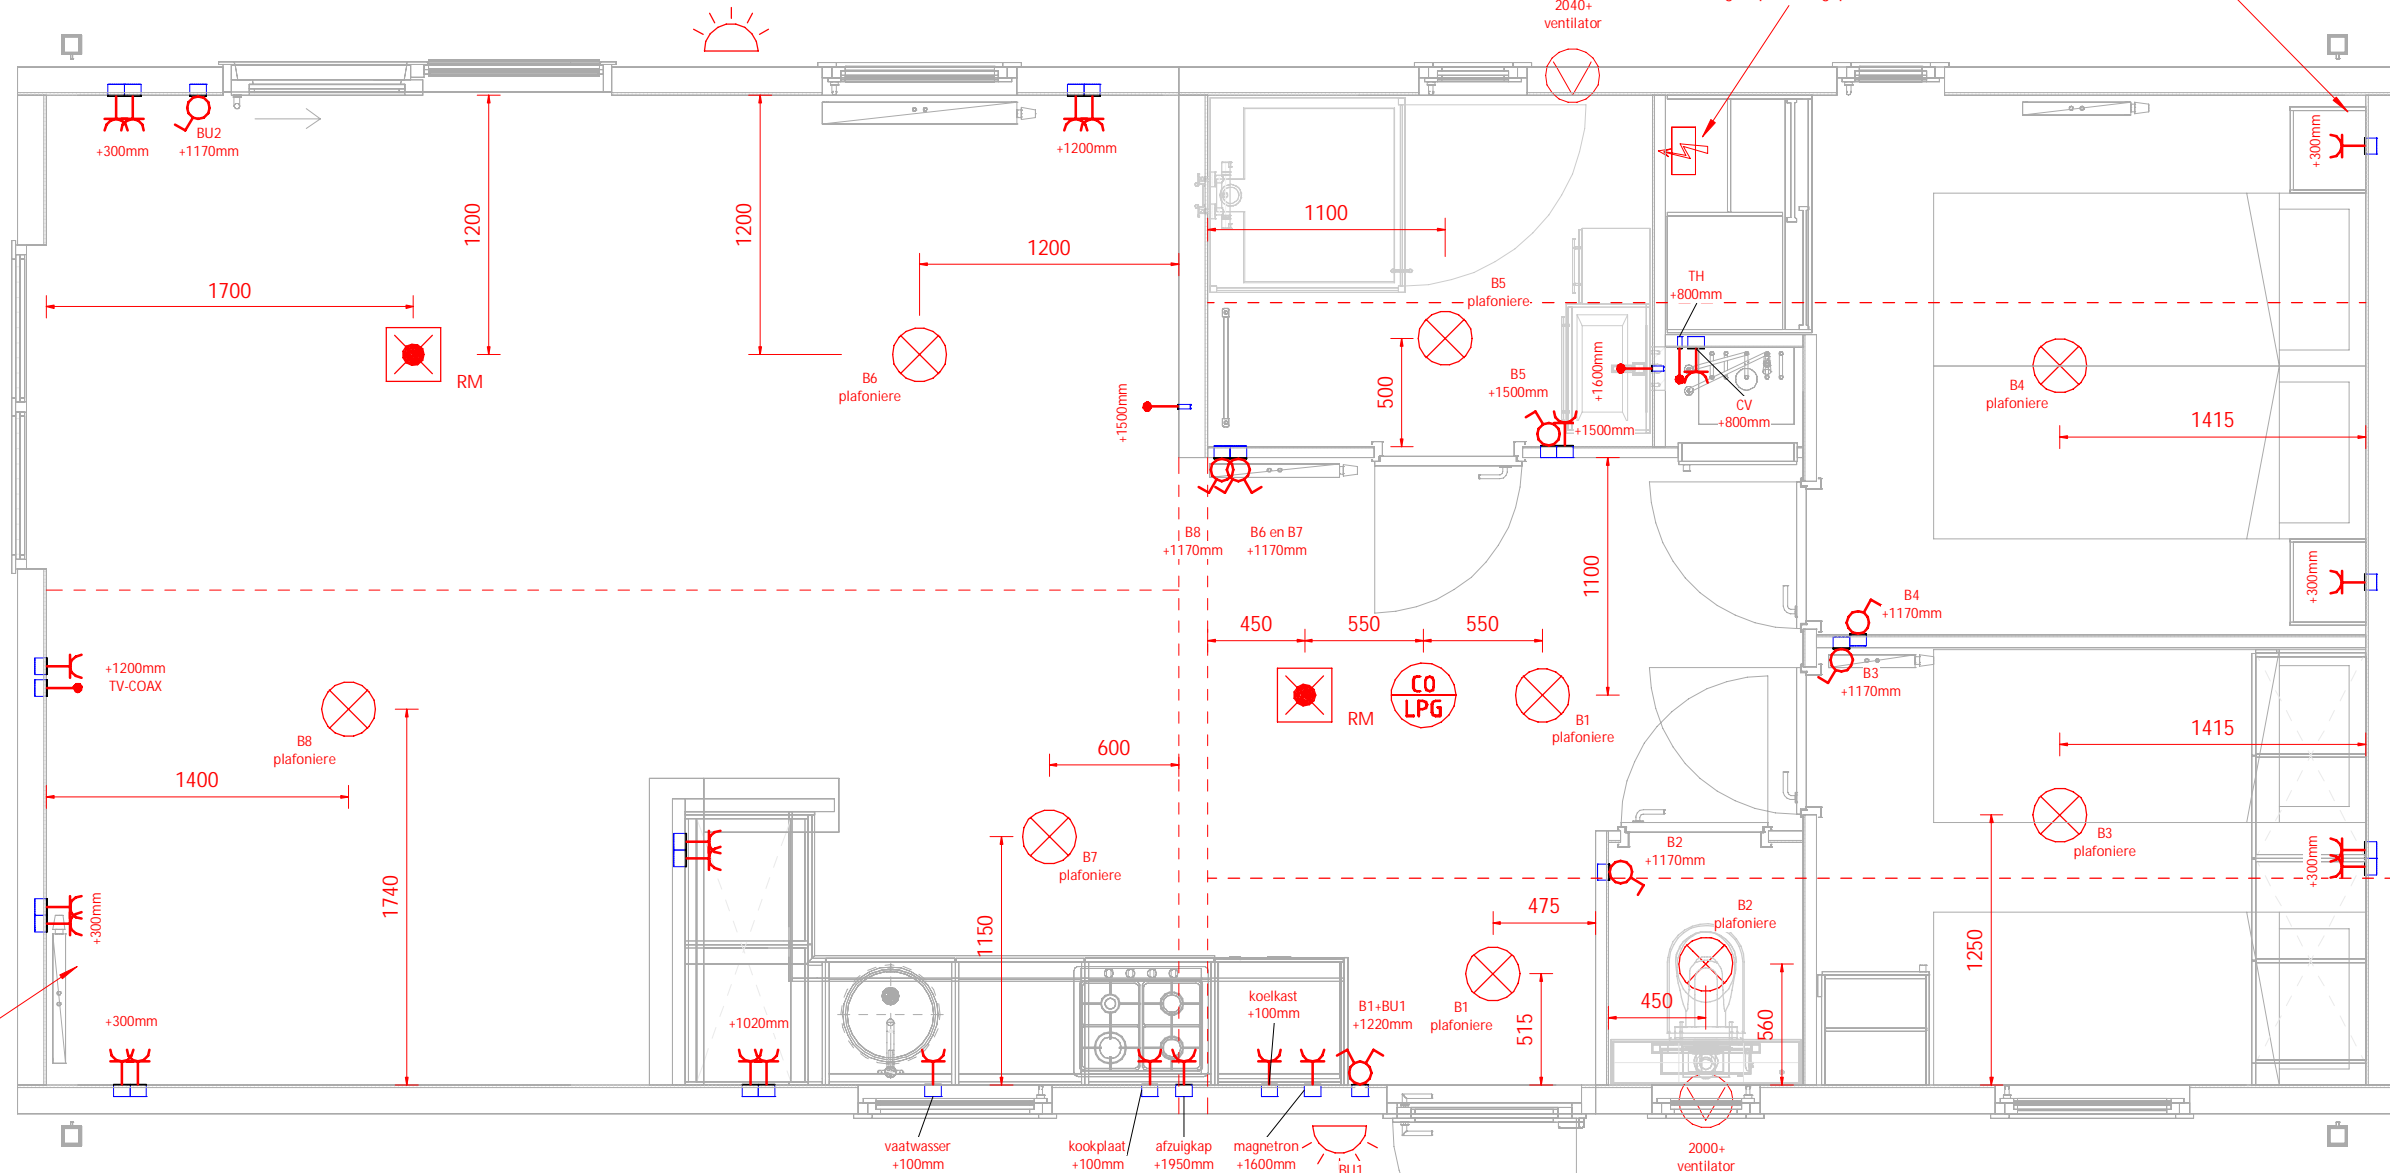 2040+
ventilator
BU2
+300mm
+1170mm
+1200mm
+300mm
1200
1200
1100
1200
1700
TH
+800mm
B5
plafoniere
RM
B6
plafoniere
+1500mm
500
B5
+1500mm
+1600mm
+1500mm
CV
+800mm
B4
plafoniere
1415
B8
+1170mm
B6 en B7
+1170mm
1100
+300mm
B4
+1170mm
450
550
550
+1200mm
TV-COAX
CO
LPG
RM
B1
plafoniere
B3
+1170mm
1415
B8
plafoniere
600
1400
B7
plafoniere
B2
+1170mm
B3
plafoniere
+300mm
1740
+300mm
1150
475
B2
plafoniere
1250
450
560
515
+300mm
+1020mm
koelkast
+100mm
B1+BU1
+1220mm
B1
plafoniere
vaatwasser
+100mm
kookplaat
+100mm
afzuigkap
+1950mm
magnetron
+1600mm
BU1
2000+
ventilator